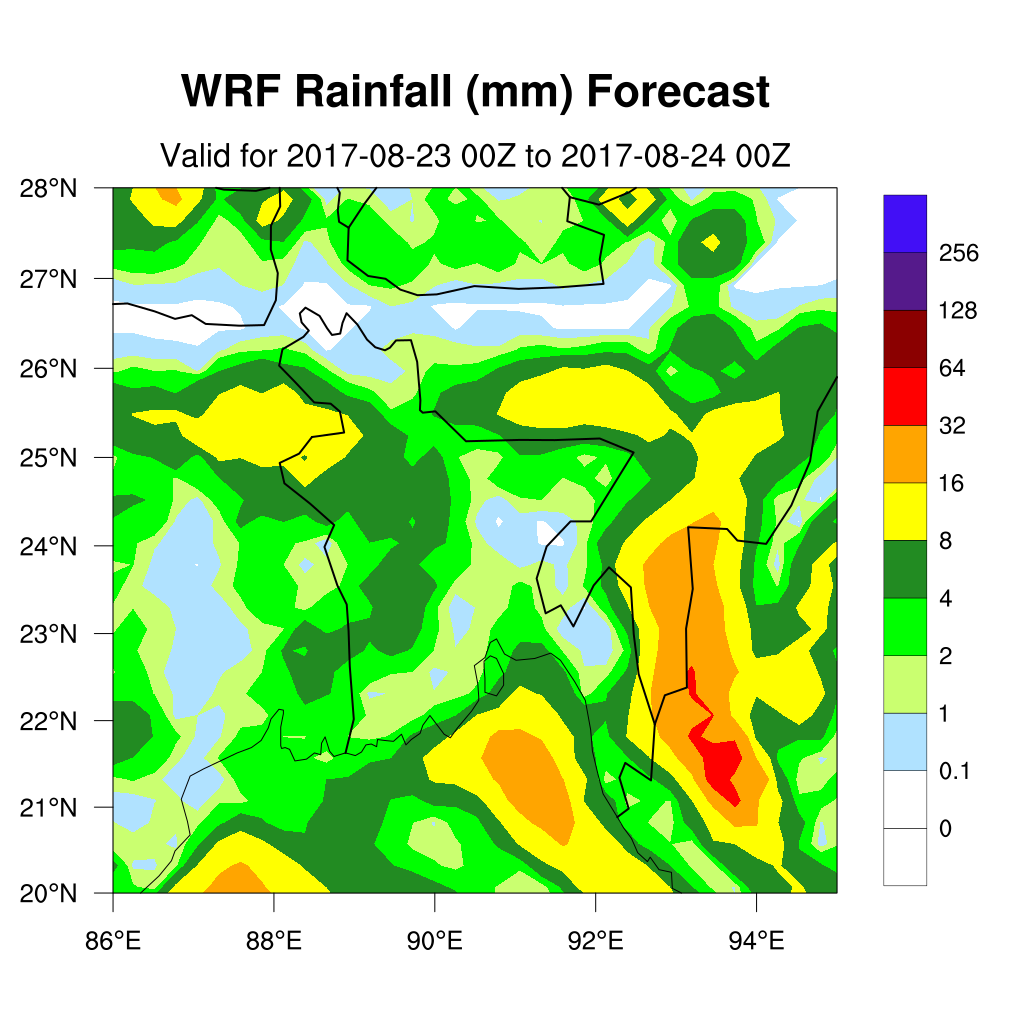 WRF Rainfall (mm) Forecast
Valid for 2017-08-23 00Z to 2017-08-24 00Z
28°N
27°N
26°N
25°N
24°N
23°N
22°N
21°N
20°N
86°E
88°E
90°E
92°E
94°E
256
128
64
32
16
8
4
2
1
0.1
0